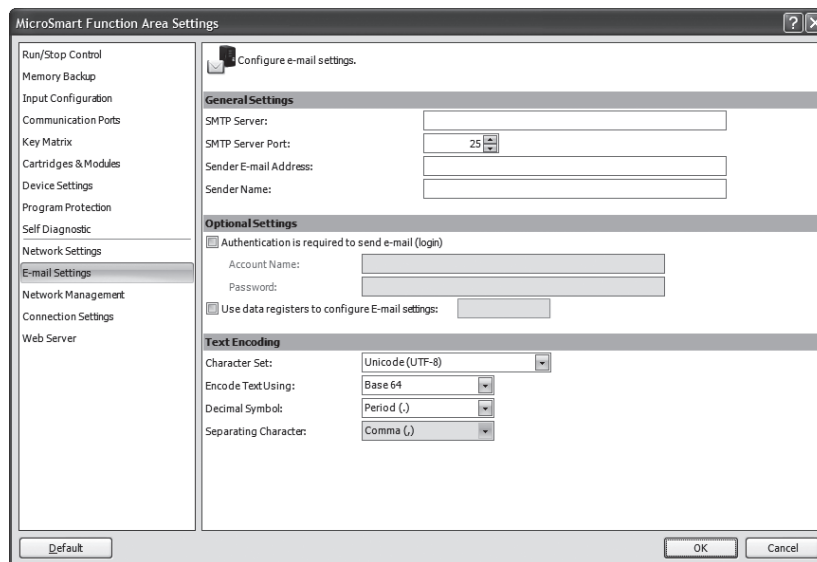 MicroSmart Function Area Settings
Run/Stop Control
Memory Backup
Input Configuration
Communication Ports
Key Matrix
Cartridges & Modules
Device Settings
Program Protection
Self Diagnostic
Network Settings
E-mail Settings
Network Management
Connection Settings
Web Server
Configure e-mail settings.
General Settings
SMTP Server:
SMTP Server Port: 25
Sender E-mail Address:
Sender Name:
Optional Settings
Authentication is required to send e-mail (login)
Account Name:
Password:
Use data registers to configure E-mail settings:
Text Encoding
Character Set: Unicode (UTF-8)
Encode Text Using: Base 64
Decimal Symbol: Period (.)
Separating Character: Comma (,)
Default OK Cancel